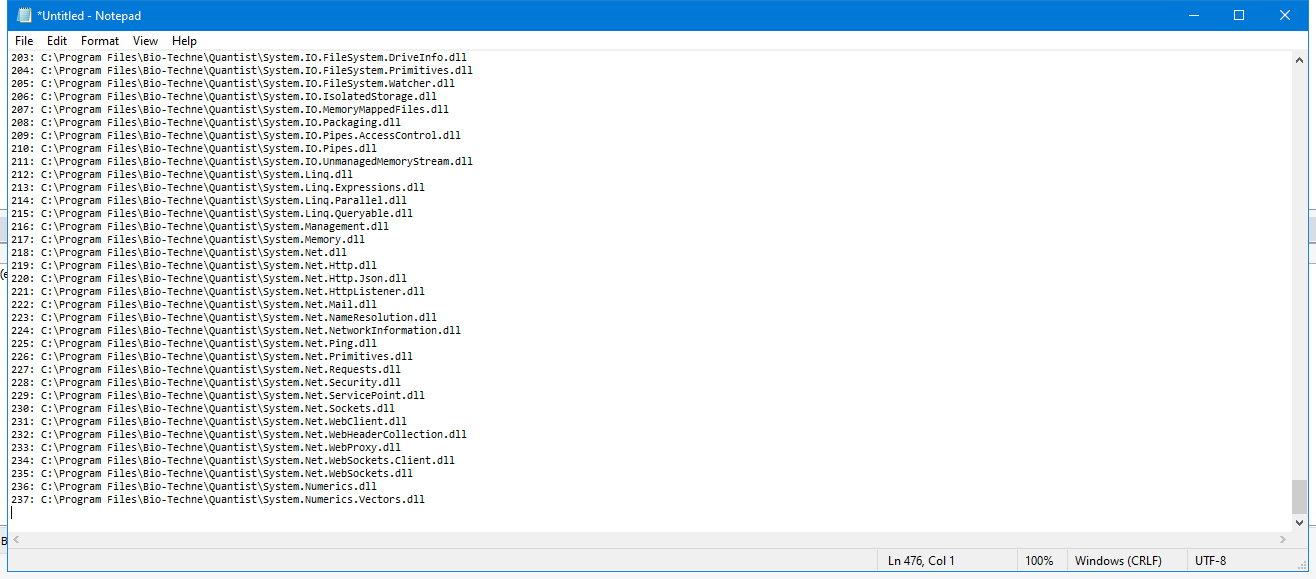 *Untitled - Notepad
File Edit Format View Help
203: C:\Program Files\Bio-Techne\Quantist\System.IO.FileSystem.DriveInfo.dll
204: C:\Program Files\Bio-Techne\Quantist\System.IO.FileSystem.Primitives.dll
205: C:\Program Files\Bio-Techne\Quantist\System.IO.FileSystem.Watcher.dll
206: C:\Program Files\Bio-Techne\Quantist\System.IO.IsolatedStorage.dll
207: C:\Program Files\Bio-Techne\Quantist\System.IO.MemoryMappedFiles.dll
208: C:\Program Files\Bio-Techne\Quantist\System.IO.Packaging.dll
209: C:\Program Files\Bio-Techne\Quantist\System.IO.Pipes.AccessControl.dll
210: C:\Program Files\Bio-Techne\Quantist\System.IO.Pipes.dll
211: C:\Program Files\Bio-Techne\Quantist\System.IO.UnmanagedMemoryStream.dll
212: C:\Program Files\Bio-Techne\Quantist\System.Linq.dll
213: C:\Program Files\Bio-Techne\Quantist\System.Linq.Expressions.dll
214: C:\Program Files\Bio-Techne\Quantist\System.Linq.Parallel.dll
215: C:\Program Files\Bio-Techne\Quantist\System.Linq.Queryable.dll
216: C:\Program Files\Bio-Techne\Quantist\System.Management.dll
217: C:\Program Files\Bio-Techne\Quantist\System.Memory.dll
218: C:\Program Files\Bio-Techne\Quantist\System.Net.dll
219: C:\Program Files\Bio-Techne\Quantist\System.Net.Http.dll
220: C:\Program Files\Bio-Techne\Quantist\System.Net.Http.Json.dll
221: C:\Program Files\Bio-Techne\Quantist\System.Net.HttpListener.dll
222: C:\Program Files\Bio-Techne\Quantist\System.Net.Mail.dll
223: C:\Program Files\Bio-Techne\Quantist\System.Net.NameResolution.dll
224: C:\Program Files\Bio-Techne\Quantist\System.Net.NetworkInformation.dll
225: C:\Program Files\Bio-Techne\Quantist\System.Net.Ping.dll
226: C:\Program Files\Bio-Techne\Quantist\System.Net.Primitives.dll
227: C:\Program Files\Bio-Techne\Quantist\System.Net.Requests.dll
228: C:\Program Files\Bio-Techne\Quantist\System.Net.Security.dll
229: C:\Program Files\Bio-Techne\Quantist\System.Net.ServicePoint.dll
230: C:\Program Files\Bio-Techne\Quantist\System.Net.Sockets.dll
231: C:\Program Files\Bio-Techne\Quantist\System.Net.WebClient.dll
232: C:\Program Files\Bio-Techne\Quantist\System.Net.WebHeaderCollection.dll
233: C:\Program Files\Bio-Techne\Quantist\System.Net.WebProxy.dll
234: C:\Program Files\Bio-Techne\Quantist\System.Net.WebSockets.Client.dll
235: C:\Program Files\Bio-Techne\Quantist\System.Net.WebSockets.dll
236: C:\Program Files\Bio-Techne\Quantist\System.Numerics.dll
237: C:\Program Files\Bio-Techne\Quantist\System.Numerics.Vectors.dll
Ln 476, Col 1 100% Windows (CRLF) UTF-8